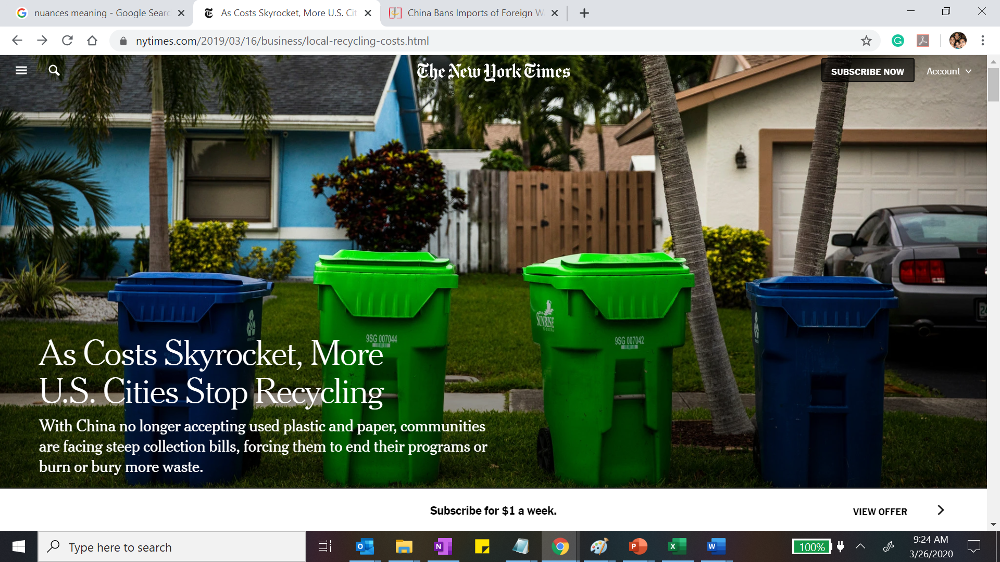 nuances meaning - Google Searc
As Costs Skyrocket, More U.S. Cit
China Bans Imports of Foreign W
nytimes.com/2019/03/16/business/local-recycling-costs.html
The New York Times
SUBSCRIBE NOW
Account
SUNRISE
FLORIDA
9SG 007044
9SG 007042
As Costs Skyrocket, More
U.S. Cities Stop Recycling
With China no longer accepting used plastic and paper, communities
are facing steep collection bills, forcing them to end their programs or
burn or bury more waste.
Subscribe for $1 a week.
VIEW OFFER
Type here to search
100%
9:24 AM
3/26/2020